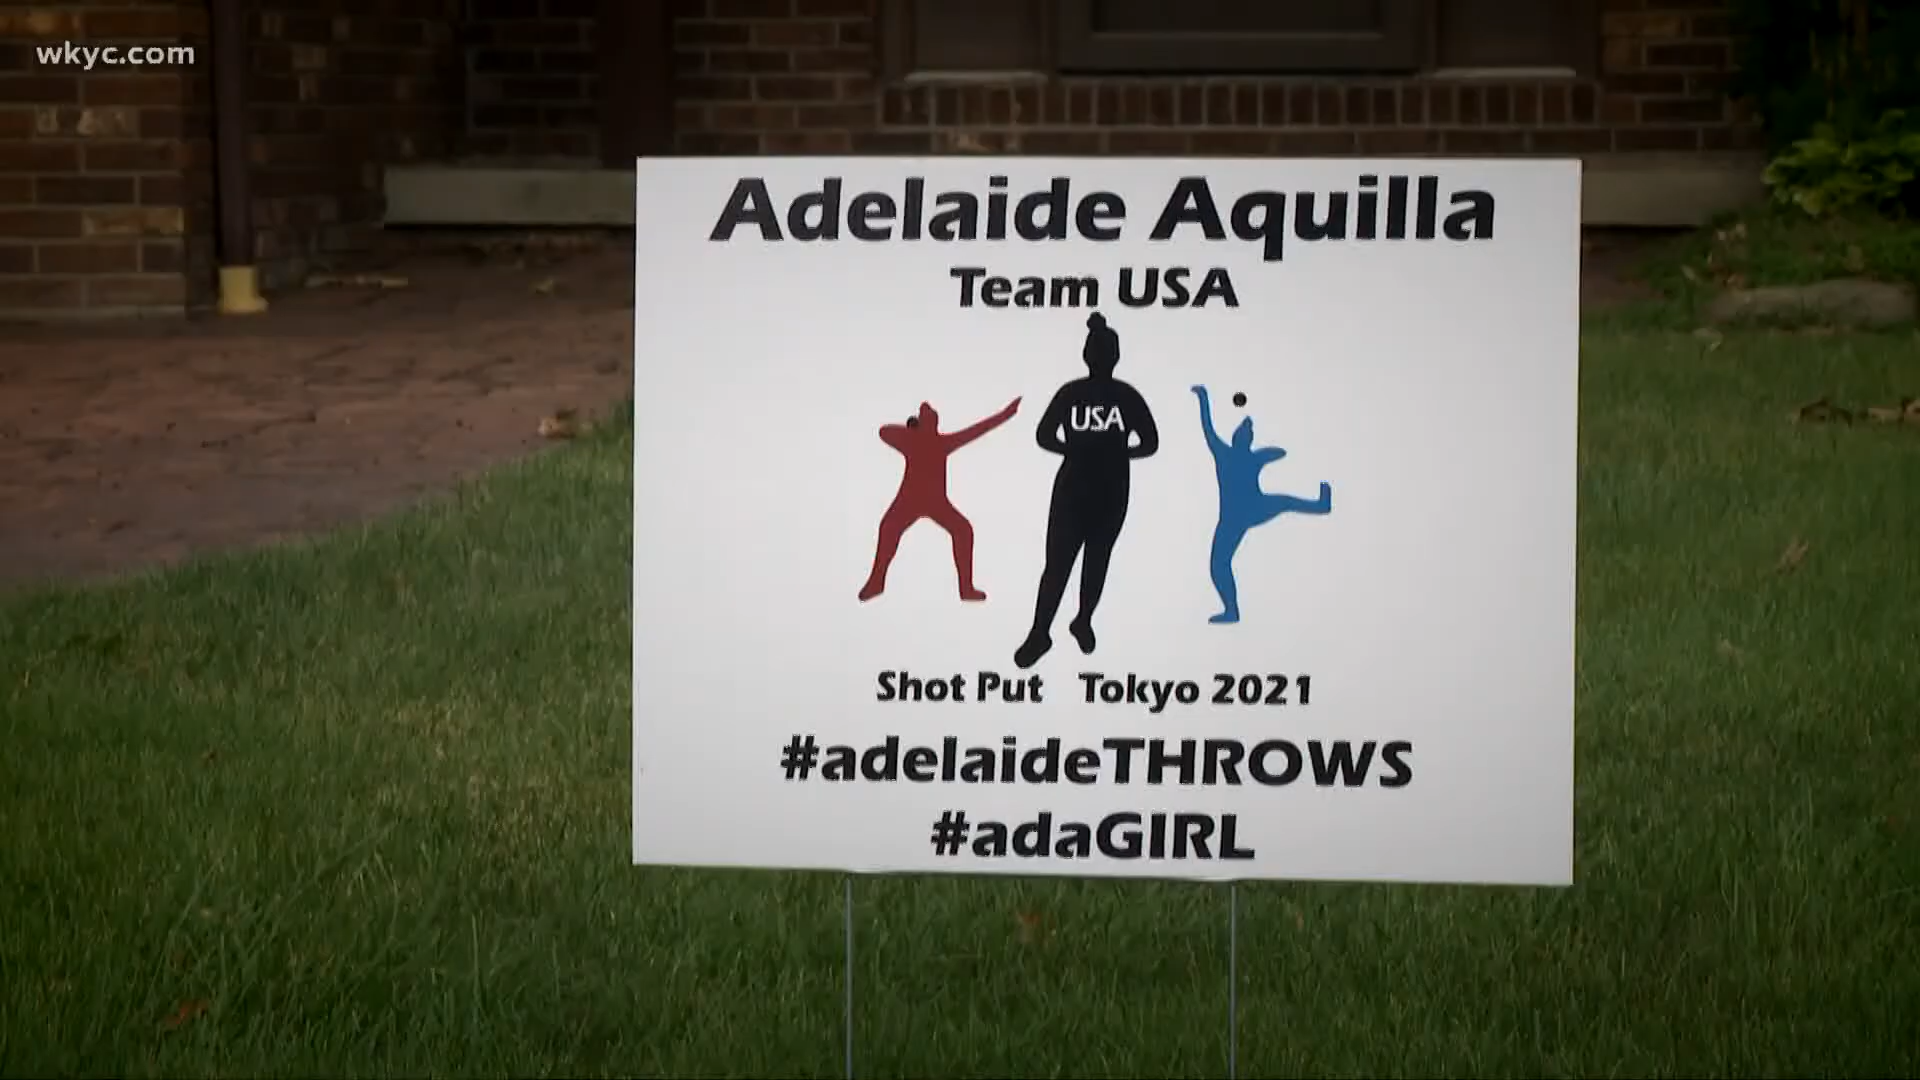 wkyc.com
Adelaide Aquilla
Team USA
USA
Shot Put Tokyo 2021
#adelaideTHROWS
#adaGIRL